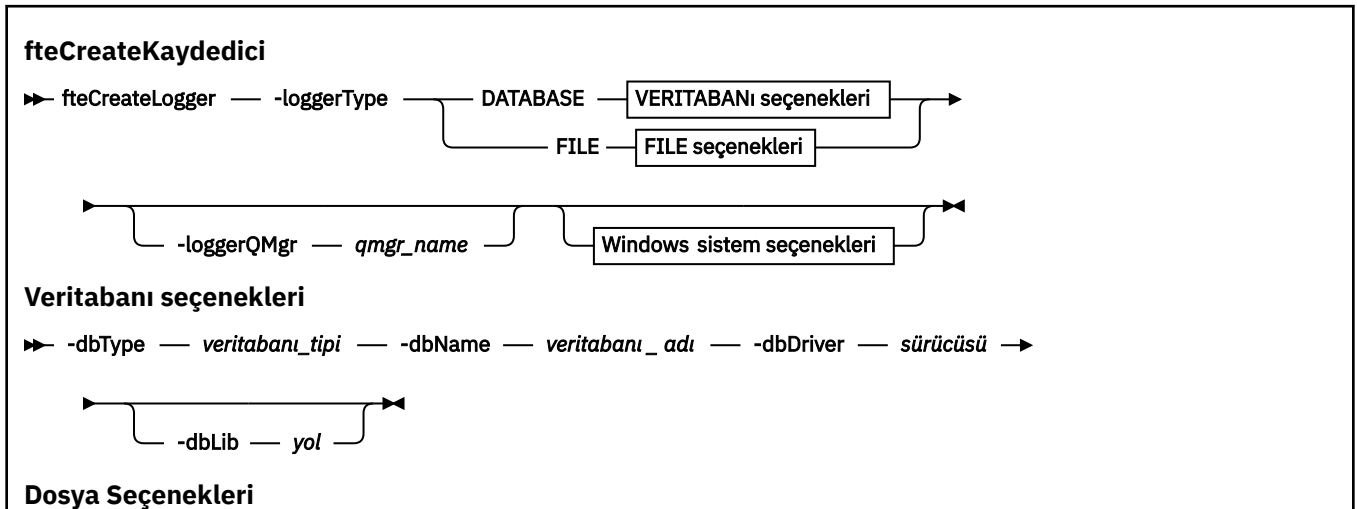 fteCreateKaydedici
fteCreateLogger -loggerType DATABASE VERITABANı seçenekleri
FILE FILE seçenekleri
-loggerQMgr qmgr_name Windows sistem seçenekleri
Veritabanı seçenekleri
-dbType veritabanı_tipi -dbName veritabanı _ adı -dbDriver sürücüsü
-dbLib yol
Dosya Seçenekleri